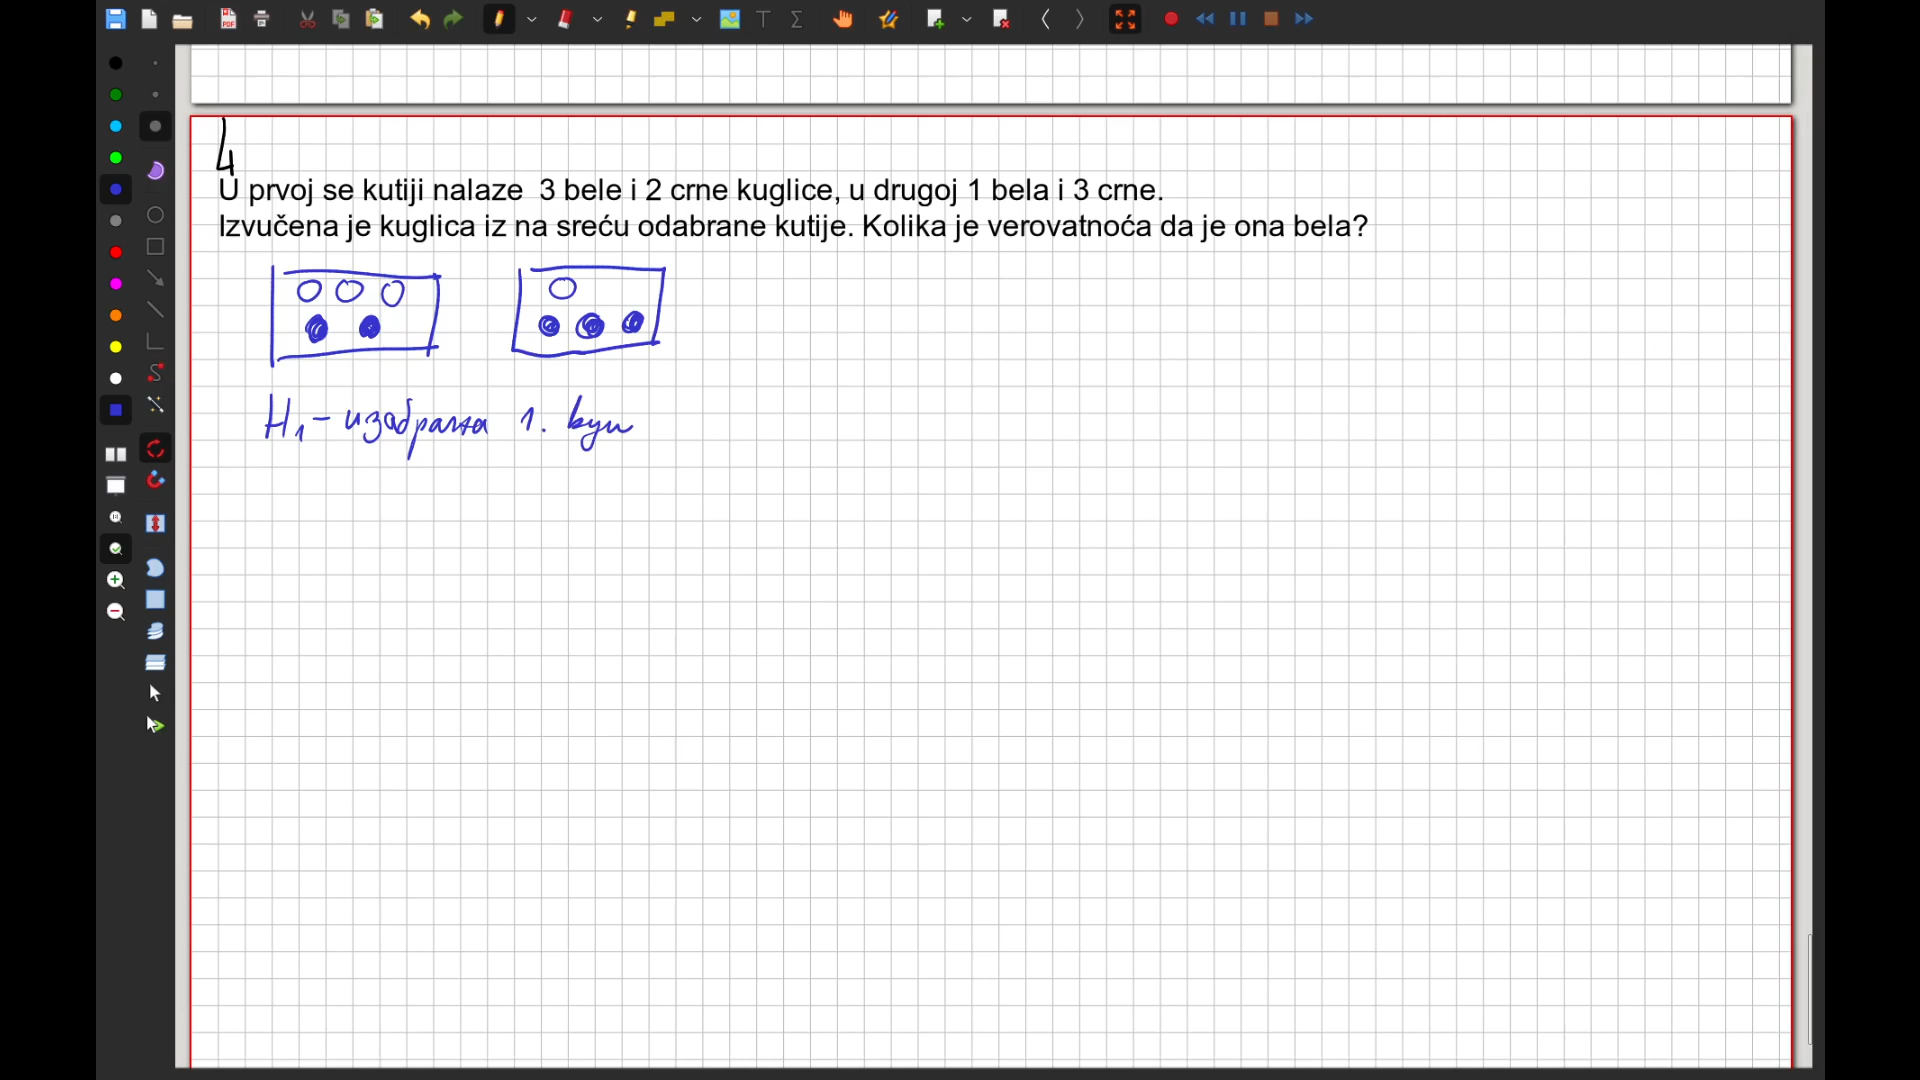 4
U prvoj se kutiji nalaze 3 bele i 2 crne kuglice, u drugoj 1 bela i 3 crne.
Izvučena je kuglica iz na sreću odabrane kutije. Kolika je verovatnoća da je ona bela?
H₁ - изабрана 1. кути